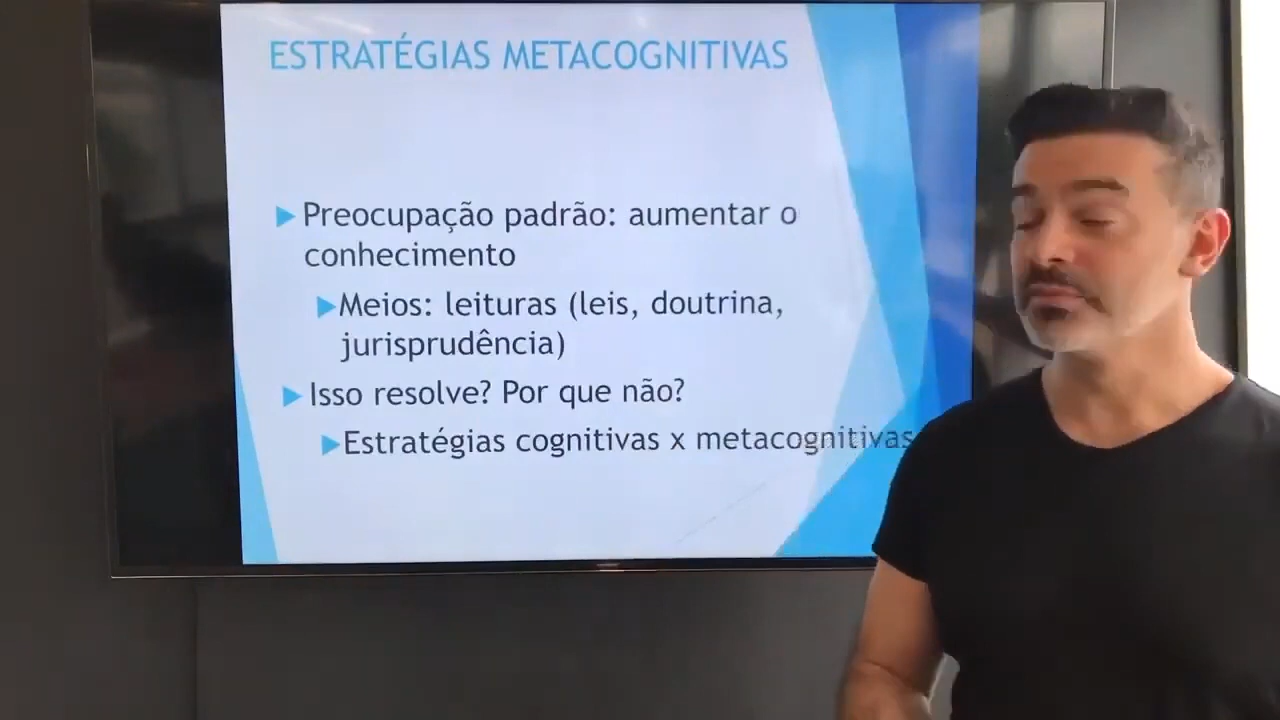 ESTRATÉGIAS METACOGNITIVAS
Preocupação padrão: aumentar o
conhecimento
Meios: leituras (leis, doutrina,
jurisprudência)
Isso resolve? Por que não?
Estratégias cognitivas x metacognitivas